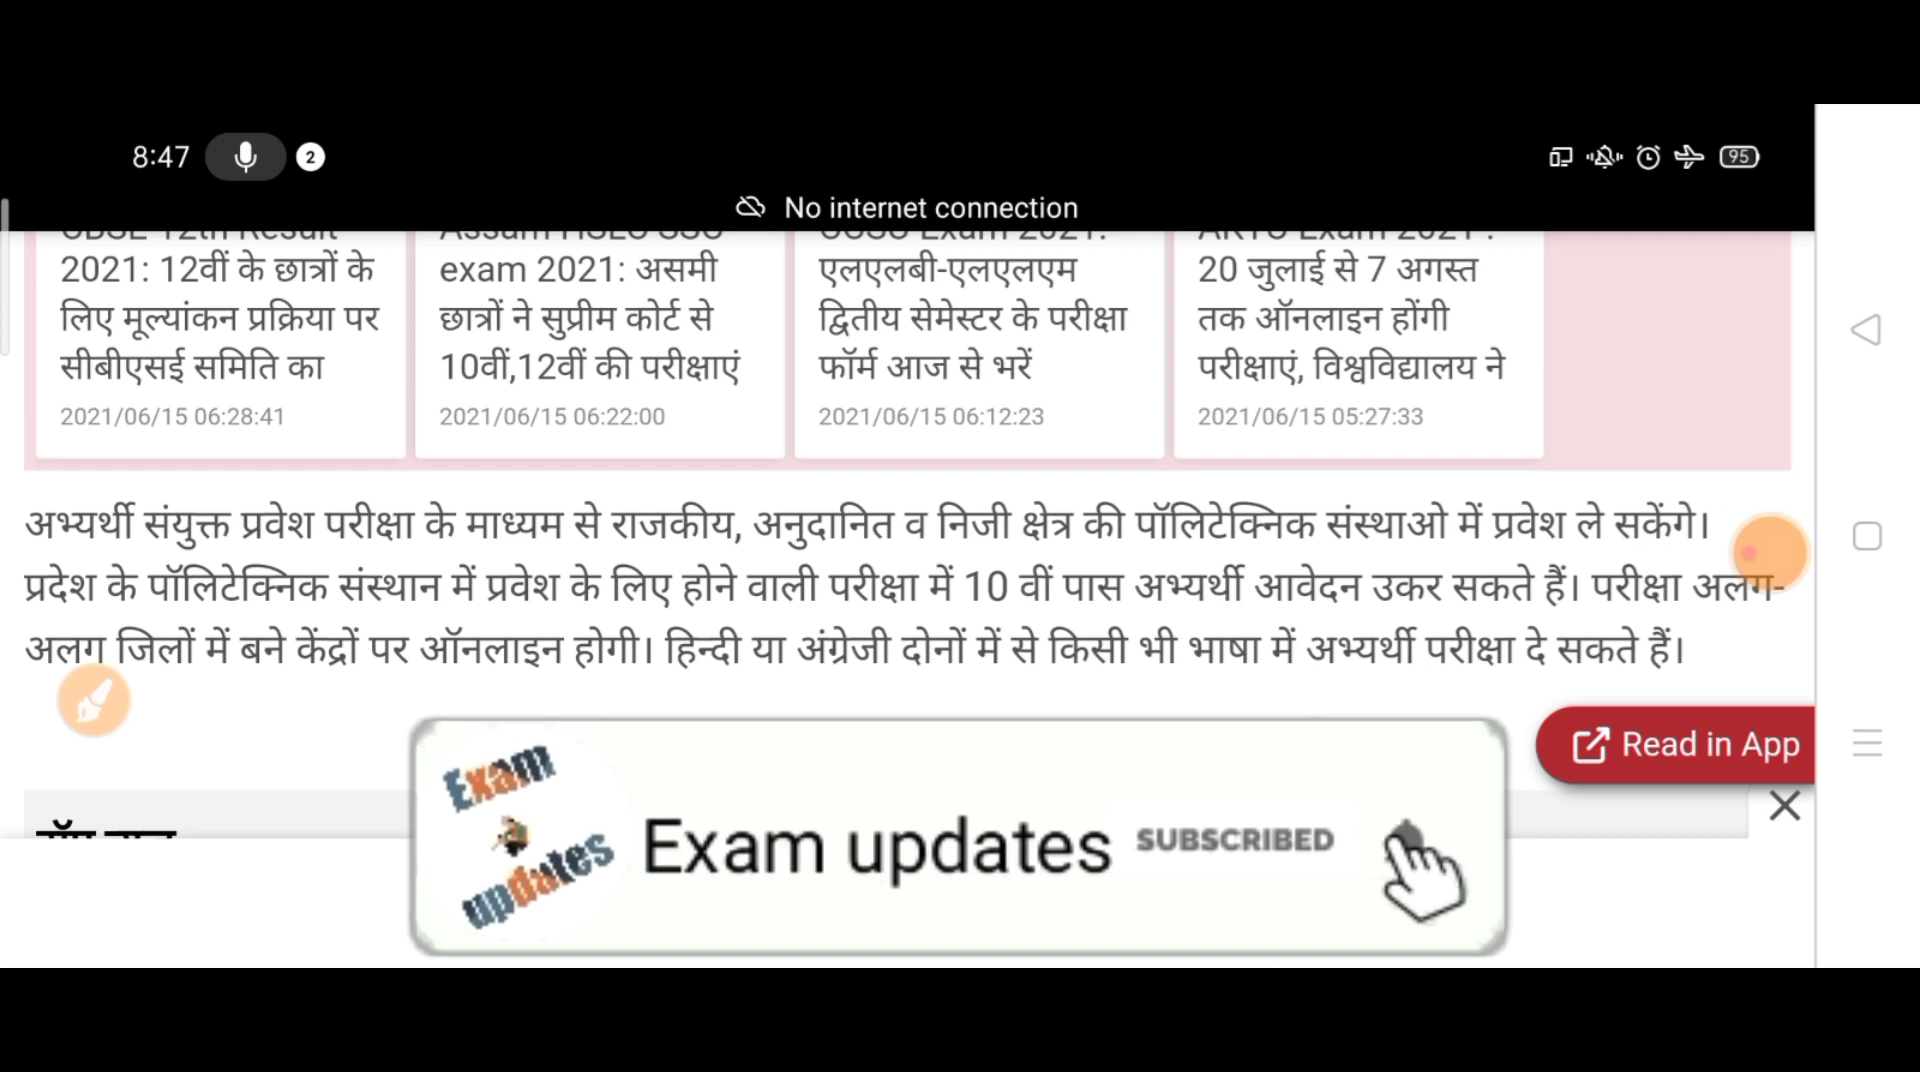 8:47
2
95
No internet connection
2021: 12वीं के छात्रों के
लिए मूल्यांकन प्रक्रिया पर
सीबीएसई समिति का
2021/06/15 06:28:41
exam 2021: असमी
छात्रों ने सुप्रीम कोर्ट से
10वीं,12वीं की परीक्षाएं
2021/06/15 06:22:00
एलएलबी-एलएलएम
द्वितीय सेमेस्टर के परीक्षा
फॉर्म आज से भरें
2021/06/15 06:12:23
20 जुलाई से 7 अगस्त
तक ऑनलाइन होंगी
परीक्षाएं, विश्वविद्यालय ने
2021/06/15 05:27:33
अभ्यर्थी संयुक्त प्रवेश परीक्षा के माध्यम से राजकीय, अनुदानित व निजी क्षेत्र की पॉलिटेक्निक संस्थाओ में प्रवेश ले सकेंगे।
प्रदेश के पॉलिटेक्निक संस्थान में प्रवेश के लिए होने वाली परीक्षा में 10 वीं पास अभ्यर्थी आवेदन उकर सकते हैं। परीक्षा अलग-
अलग जिलों में बने केंद्रों पर ऑनलाइन होगी। हिन्दी या अंग्रेजी दोनों में से किसी भी भाषा में अभ्यर्थी परीक्षा दे सकते हैं।
Read in App
Exam
updates
Exam updates
SUBSCRIBED